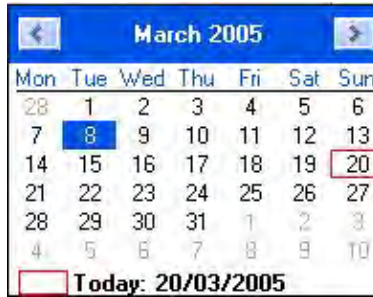 March 2005
Mon Tue Wed Thu Fri Sat Sun
28 1 2 3 4 5 6
7 8 9 10 11 12 13
14 15 16 17 18 19 20
21 22 23 24 25 26 27
28 29 30 31 1 2 3
4 5 6 7 8 9 10
Today: 20/03/2005